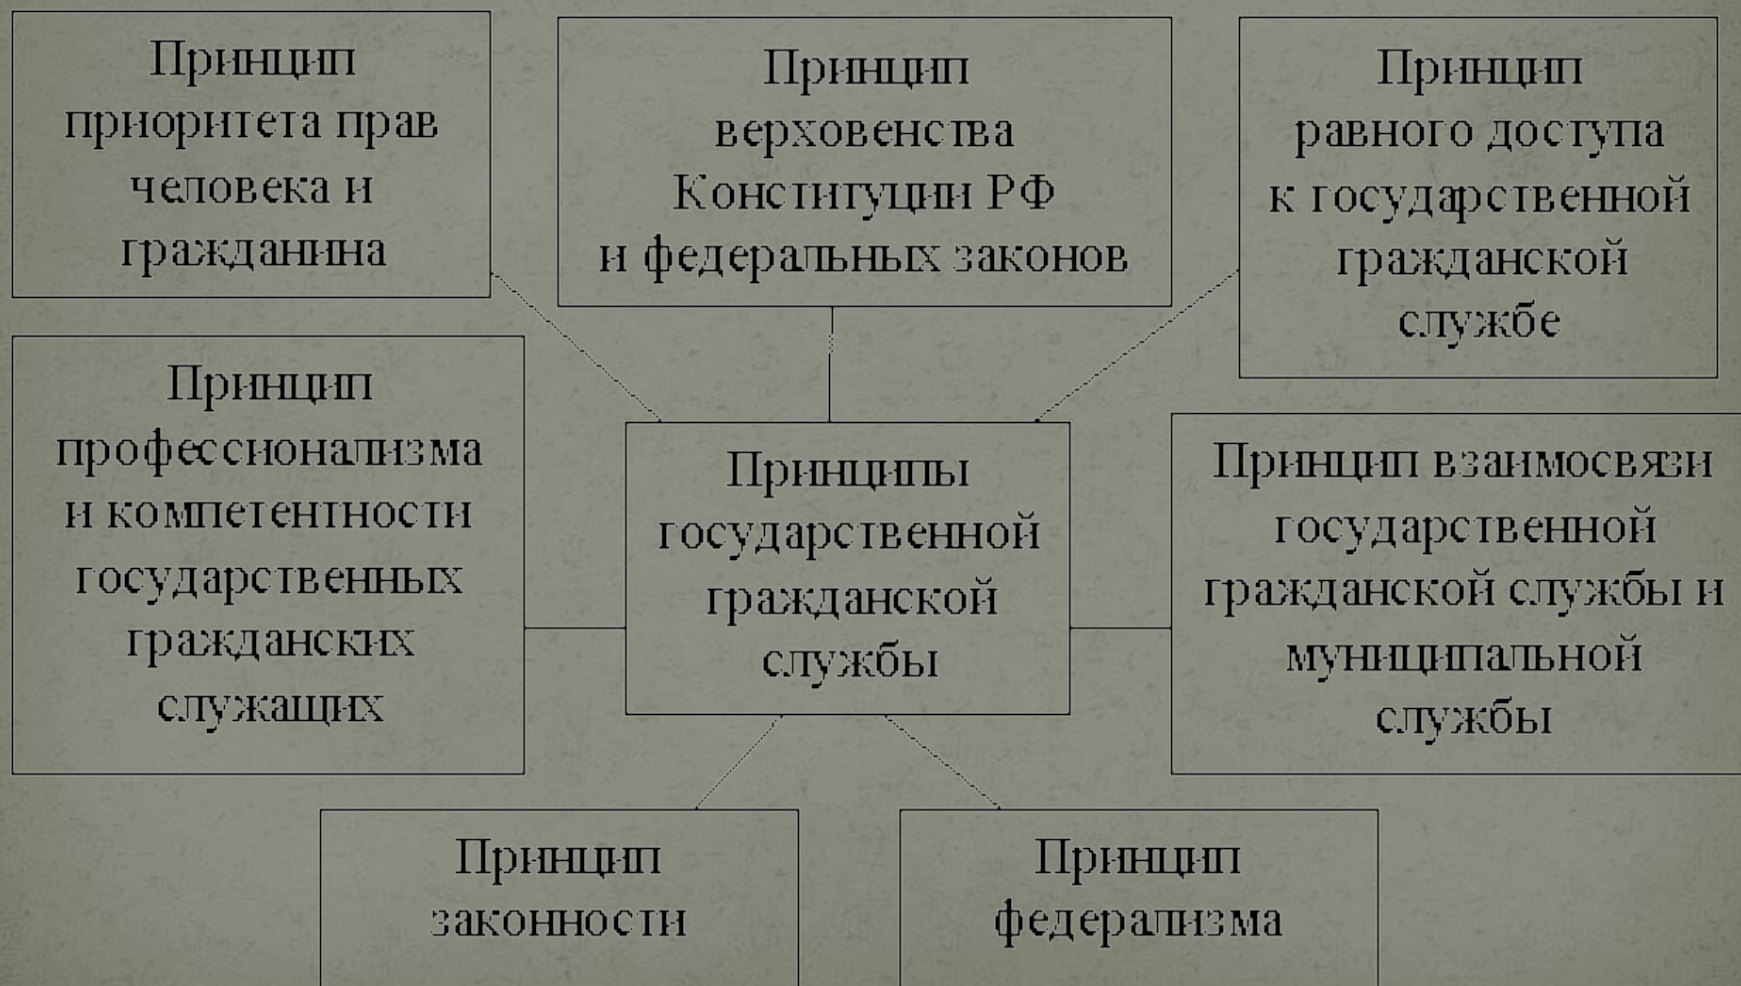 Принцип
приоритета прав
человека и
гражданина
Принцип
верховенства
Конституции РФ
и федеральных законов
Принцип
равного доступа
к государственной
гражданской
службе
Принцип
профессионализма
и компетентности
государственных
гражданских
служащих
Принципы
государственной
гражданской
службы
Принцип взаимосвязи
государственной
гражданской службы и
муниципальной
службы
Принцип
законности
Принцип
федерализма